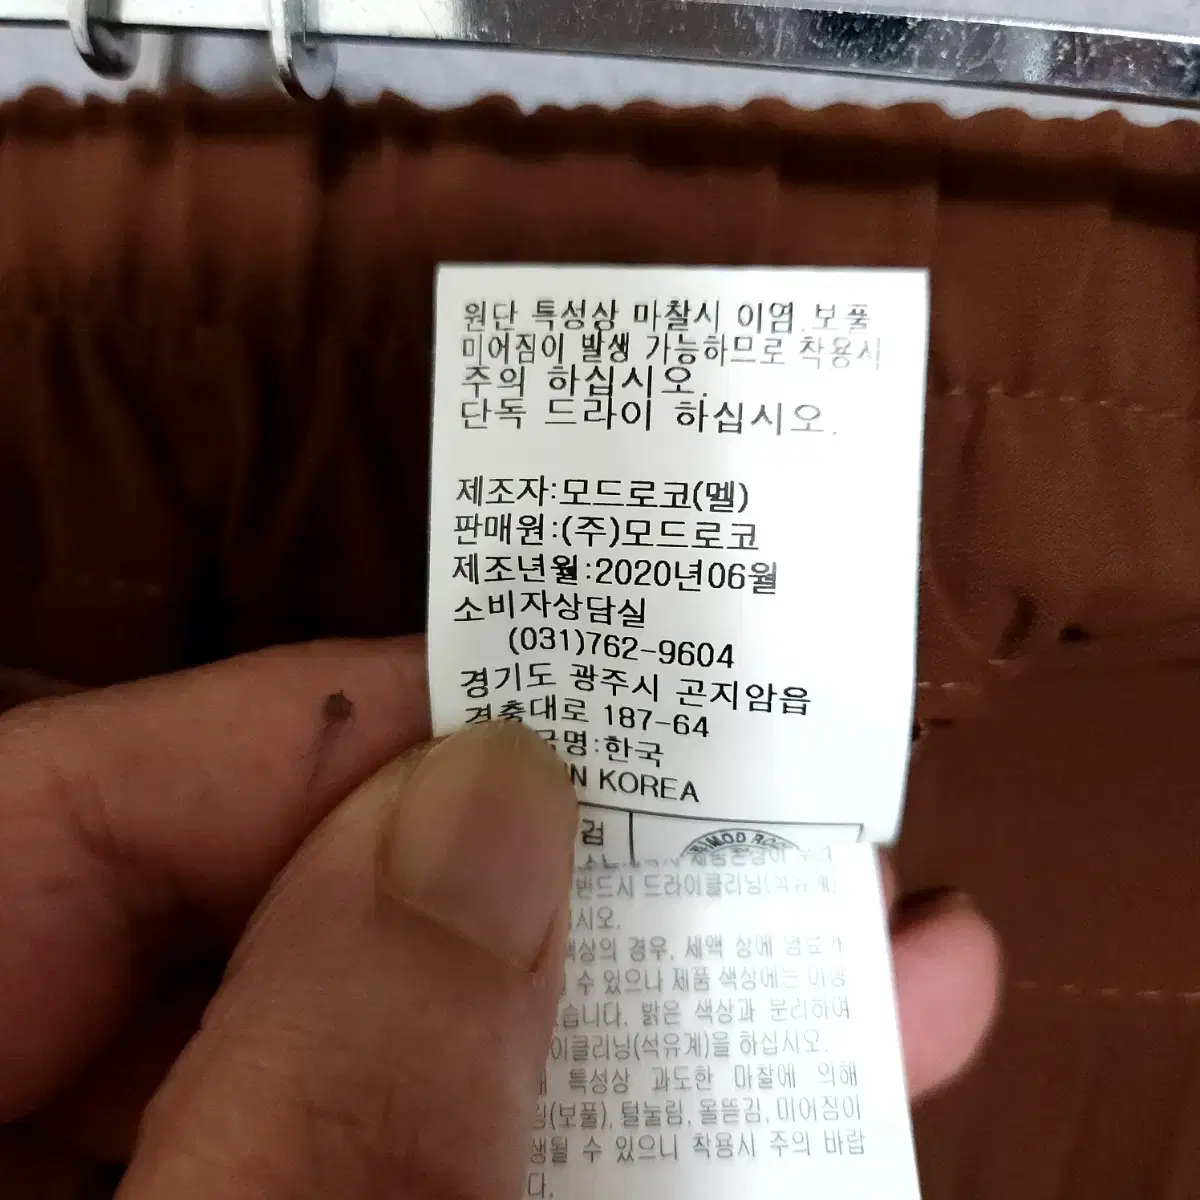 원단 특성상 마찰시 이염.보풀
미어짐이 발생 가능하므로 착용시
주의 하십시오.
단독 드라이 하십시오.
제조자:모드로코(멜)
판매원:(주)모드로코
제조년월:2020년06월
소비자상담실
(031)762-9604
경기도 광주시 곤지암읍
경충대로 187-64
국명:한국
IN KOREA
검
반드시 드라이클리닝(석유계)
시오.
색상의 경우, 세액 상에 염료가
수 있으나 제품 색상에는 이상
습니다. 밝은 색상과 분리하여
이클리닝(석유계)을 하십시오.
특성상 과도한 마찰에 의해
링(보풀), 털눌림, 올뜯김, 미어짐이
생될 수 있으니 착용시 주의 바랍
다.